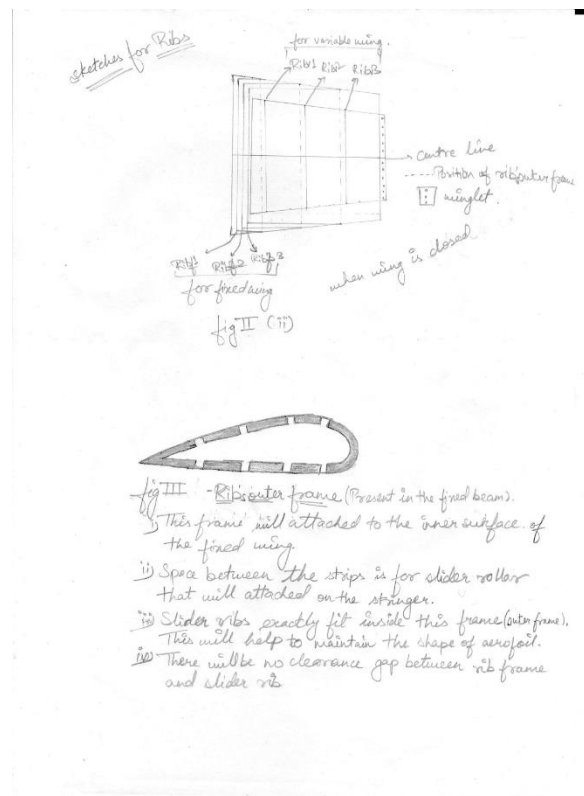 sketches for Ribs
for variable wing.
Rib1 Rib2 Rib3
centre line
Position of rib outer frame
winglet.
Rib1 Rib2 Rib3
for fixed wing
when wing is closed
fig II (ii)
fig III - Ribs outer frame (Present in the fixed beam).
i) This frame will attached to the inner surface of
the fixed wing.
ii) Space between the strips is for slider roller
that will attached on the stringer.
iii) Slider ribs exactly fit inside this frame (outer frame).
This will help to maintain the shape of aerofoil.
iv) There will be no clearance gap between rib frame
and slider rib